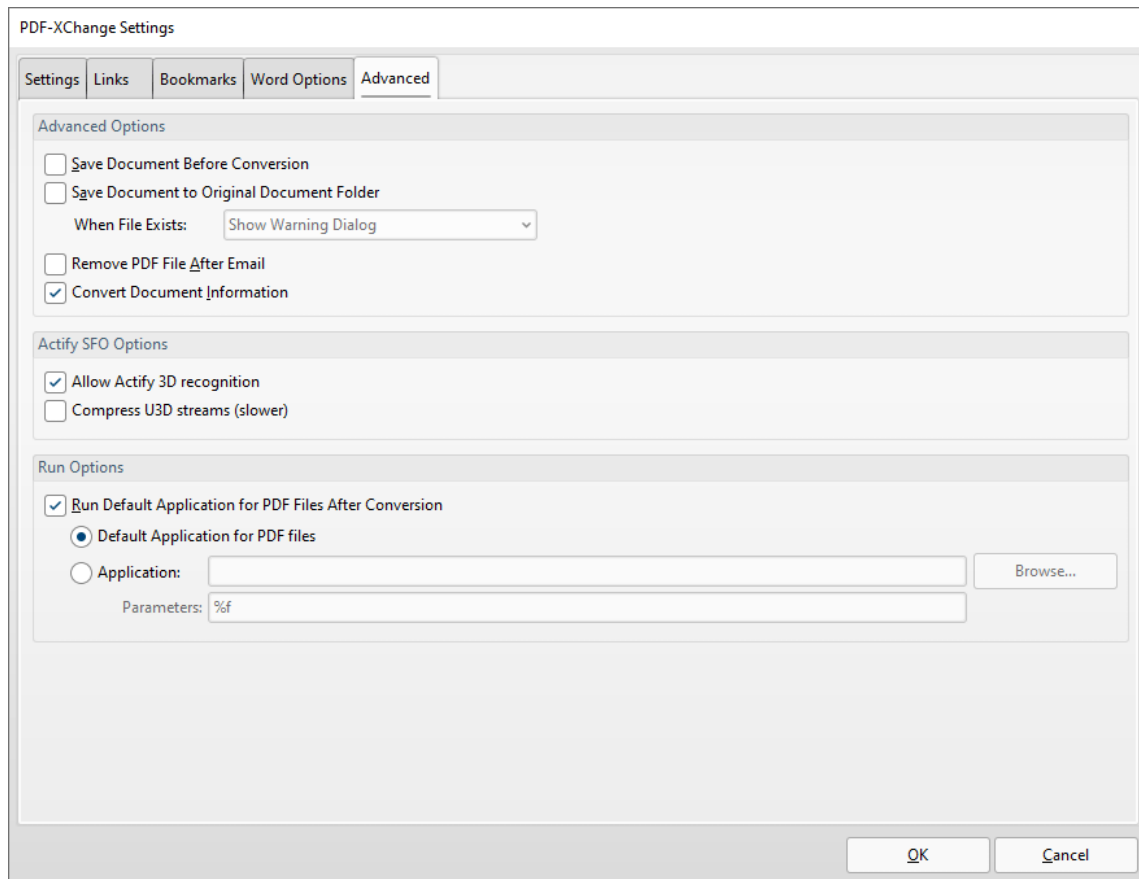 PDF-XChange Settings
Settings Links Bookmarks Word Options Advanced
Advanced Options
Save Document Before Conversion
Save Document to Original Document Folder
When File Exists: Show Warning Dialog
Remove PDF File After Email
Convert Document Information
Actify SFO Options
Allow Actify 3D recognition
Compress U3D streams (slower)
Run Options
Run Default Application for PDF Files After Conversion
Default Application for PDF files
Application: Browse...
Parameters: %f
OK Cancel